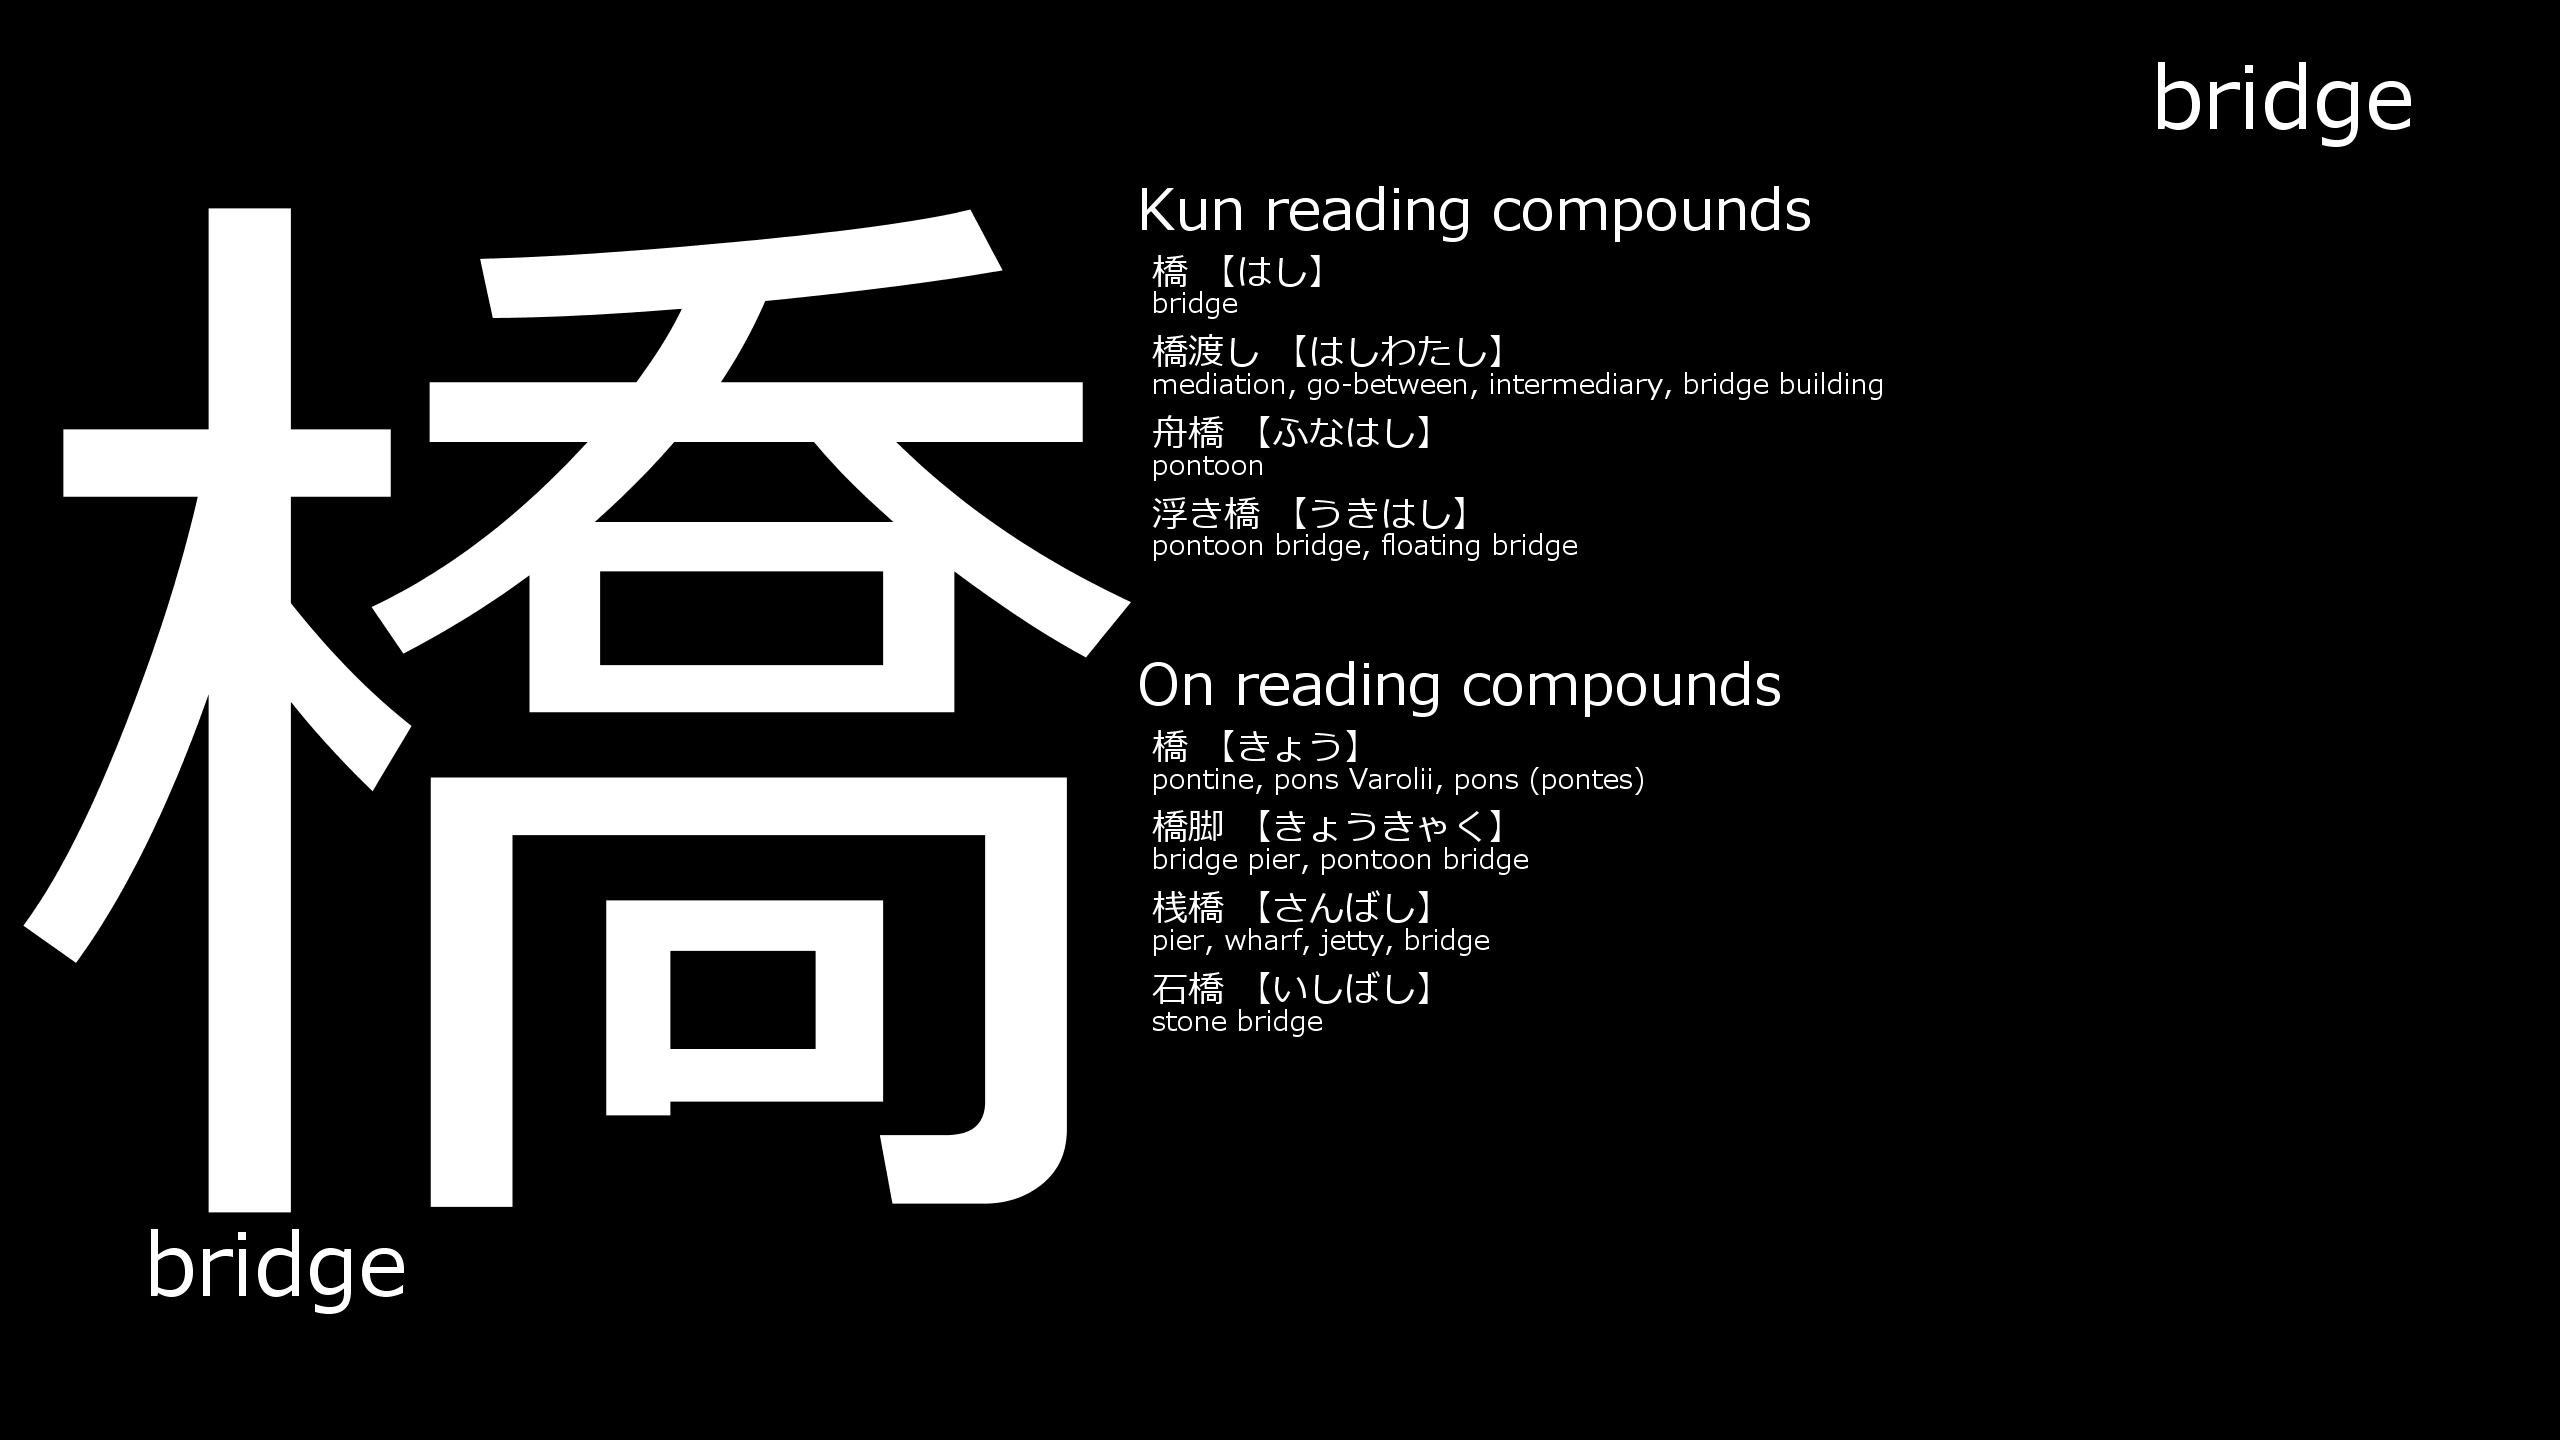 bridge
橋
bridge
Kun reading compounds
橋 【はし】
bridge
橋渡し 【はしわたし】
mediation, go-between, intermediary, bridge building
舟橋 【ふなはし】
pontoon
浮き橋 【うきはし】
pontoon bridge, floating bridge
On reading compounds
橋 【きょう】
pontine, pons Varolii, pons (pontes)
橋脚 【きょうきゃく】
bridge pier, pontoon bridge
桟橋 【さんばし】
pier, wharf, jetty, bridge
石橋 【いしばし】
stone bridge